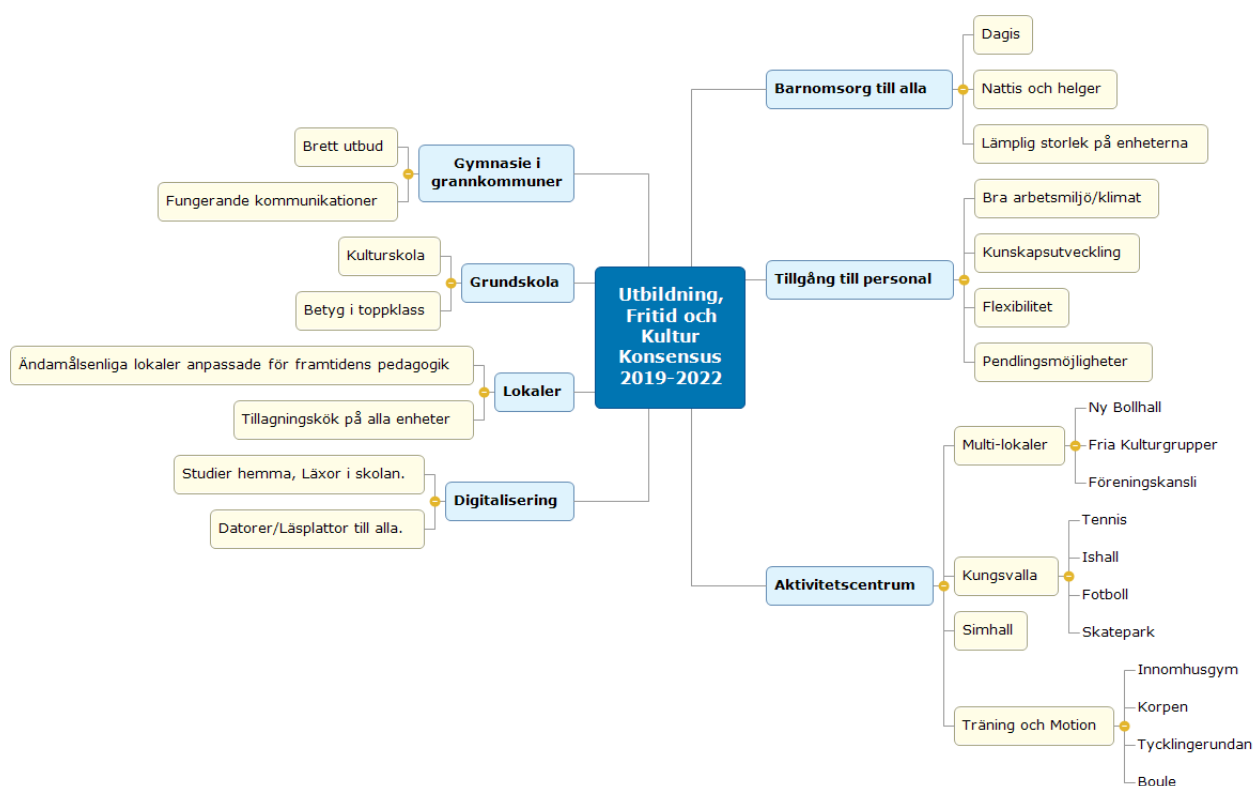 Utbildning,
Fritid och
Kultur
Konsensus
2019-2022
Gymnasie i
grannkommuner
Brett utbud
Fungerande kommunikationer
Grundskola
Kulturskola
Betyg i toppklass
Lokaler
Ändamålsenliga lokaler anpassade för framtidens pedagogik
Tillagningskök på alla enheter
Digitalisering
Studier hemma, Läxor i skolan.
Datorer/Läsplattor till alla.
Barnomsorg till alla
Dagis
Nattis och helger
Lämplig storlek på enheterna
Tillgång till personal
Bra arbetsmiljö/klimat
Kunskapsutveckling
Flexibilitet
Pendlingsmöjligheter
Aktivitetscentrum
Multi-lokaler
Ny Bollhall
Fria Kulturgrupper
Föreningskansli
Kungsvalla
Tennis
Ishall
Fotboll
Skatepark
Simhall
Träning och Motion
Innomhusgym
Korpen
Tycklingerundan
Boule